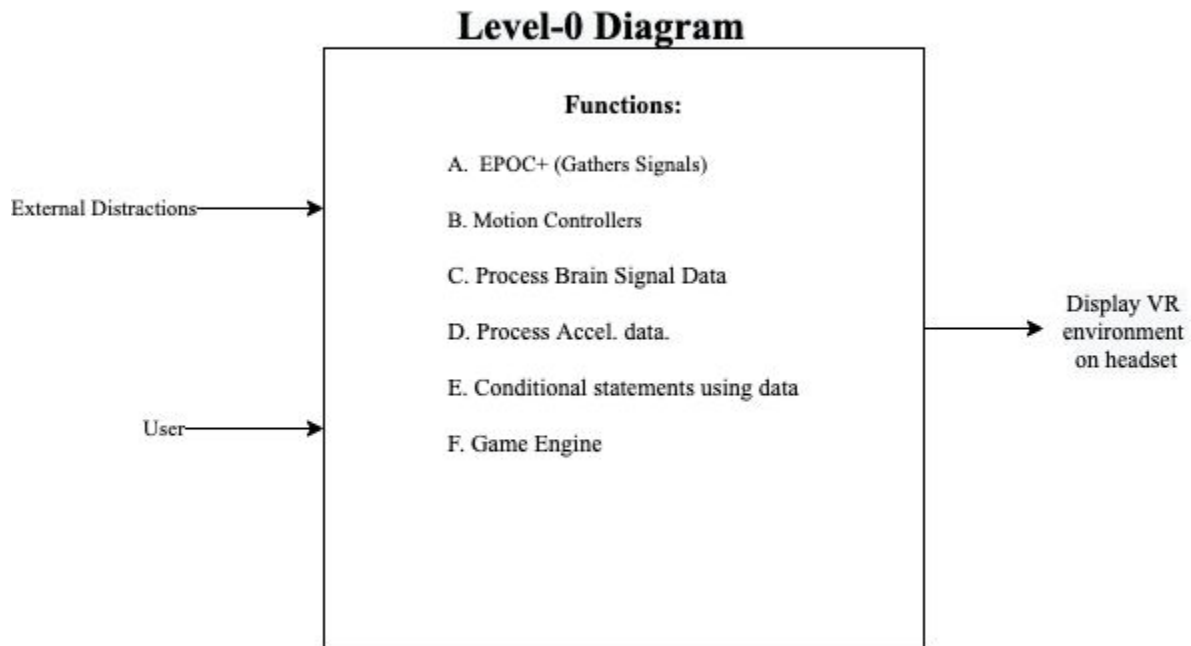 Level-0 Diagram
Functions:
A. EPOC+ (Gathers Signals)
External Distractions
B. Motion Controllers
C. Process Brain Signal Data
D. Process Accel. data.
E. Conditional statements using data
User
F. Game Engine
Display VR
environment
on headset